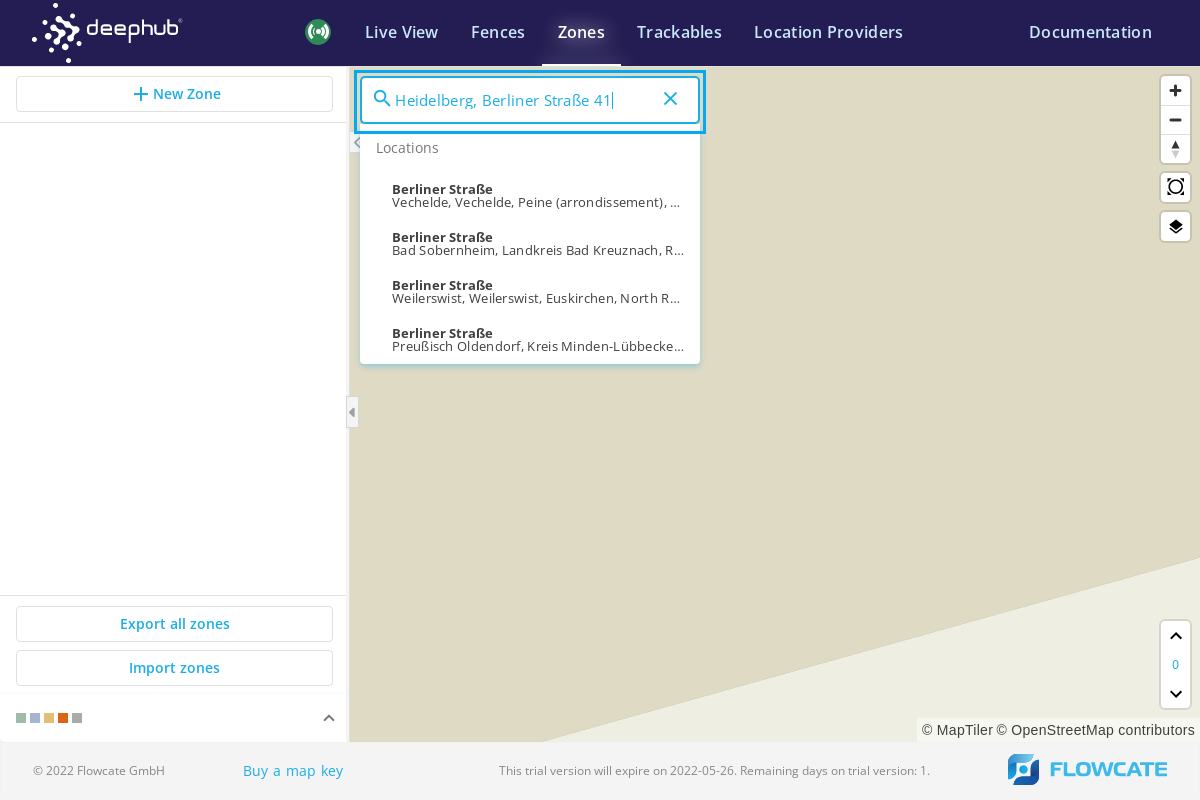 deephub®
Live View
Fences
Zones
Trackables
Location Providers
Documentation
New Zone
Heidelberg, Berliner Straße 41
Locations
Berliner Straße
Vechelde, Vechelde, Peine (arrondissement), ...
Berliner Straße
Bad Sobernheim, Landkreis Bad Kreuznach, R...
Berliner Straße
Weilerswist, Weilerswist, Euskirchen, North R...
Berliner Straße
Preußisch Oldendorf, Kreis Minden-Lübbecke...
Export all zones
Import zones
0
© MapTiler © OpenStreetMap contributors
© 2022 Flowcate GmbH
Buy a map key
This trial version will expire on 2022-05-26. Remaining days on trial version: 1.
FLOWCATE